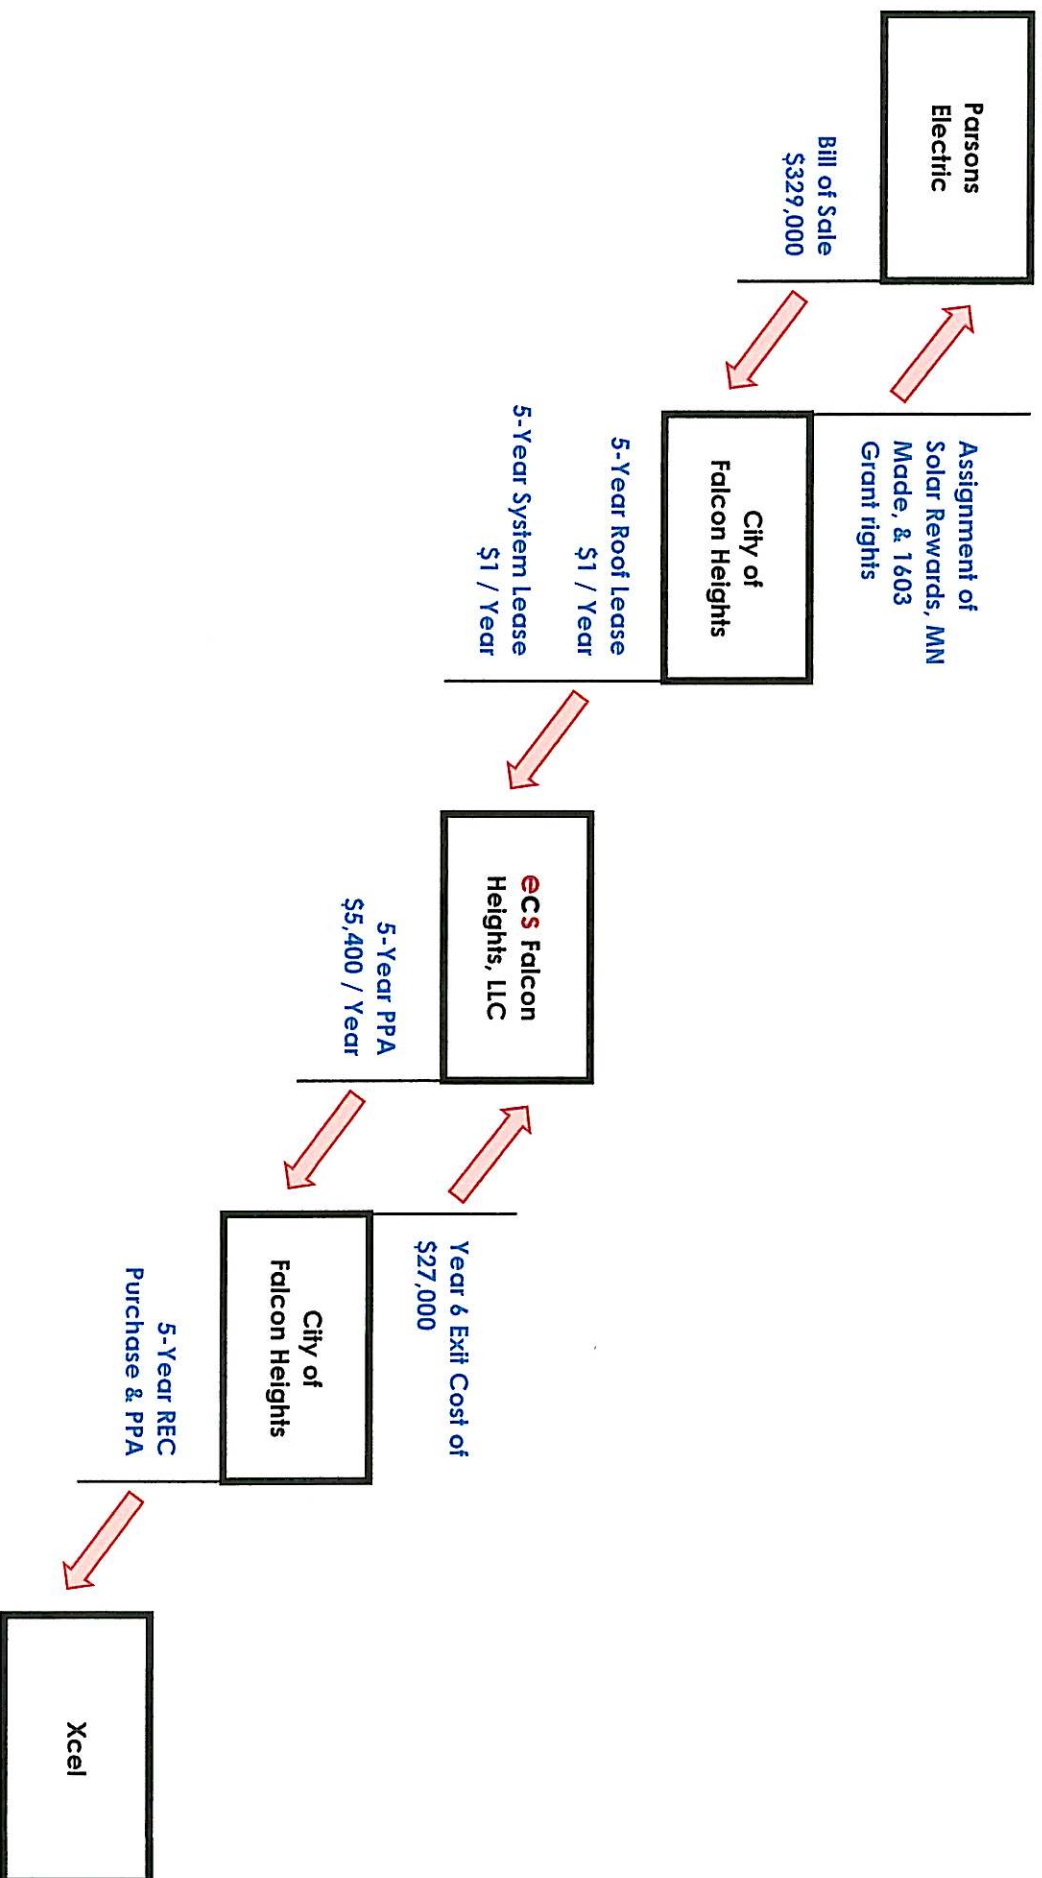 Parsons
Electric
Bill of Sale
$329,000
Assignment of
Solar Rewards, MN
Made, & 1603
Grant rights
City of
Falcon Heights
5-Year Roof Lease
$1 / Year
5-Year System Lease
$1 / Year
ecs Falcon
Heights, LLC
5-Year PPA
$5,400 / Year
Year 6 Exit Cost of
$27,000
City of
Falcon Heights
5-Year REC
Purchase & PPA
Xcel